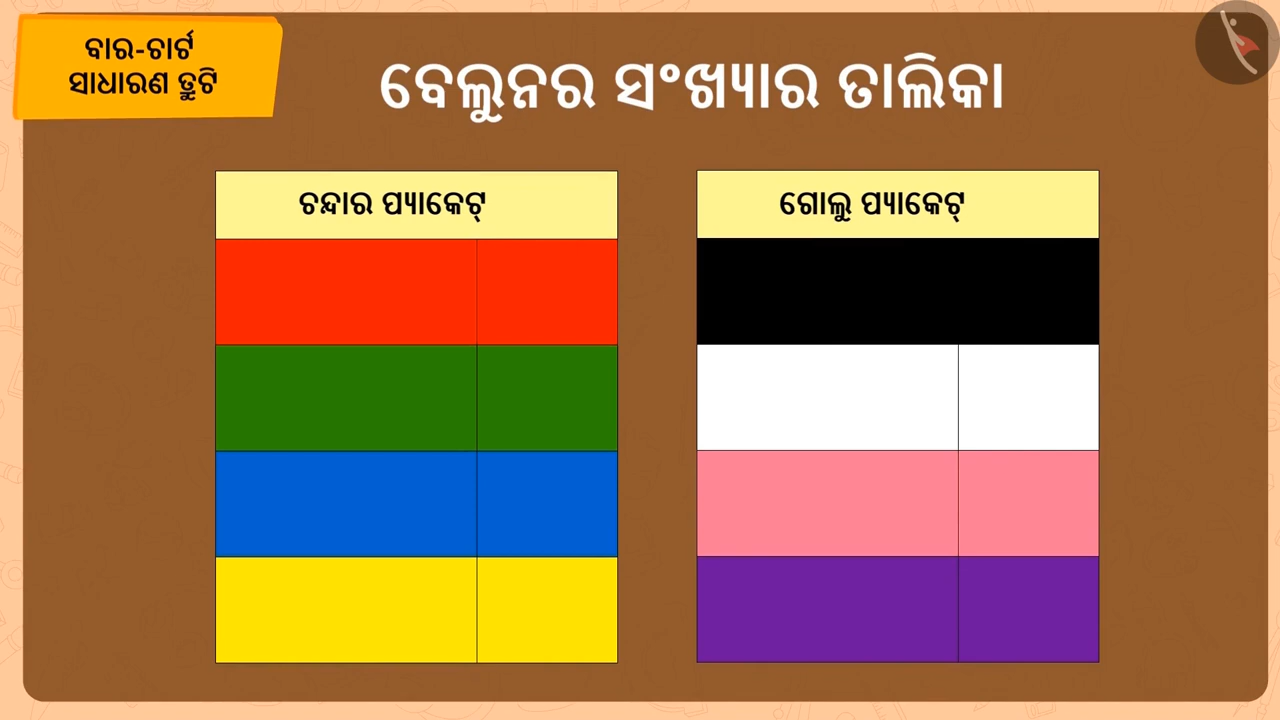 ବାର-ଚାର୍ଟ
ସାଧାରଣ ତ୍ରୁଟି
ବେଲୁନର ସଂଖ୍ୟାର ତାଲିକା
ଚନ୍ଦାର ପ୍ୟାକେଟ୍
ଗୋଲୁ ପ୍ୟାକେଟ୍